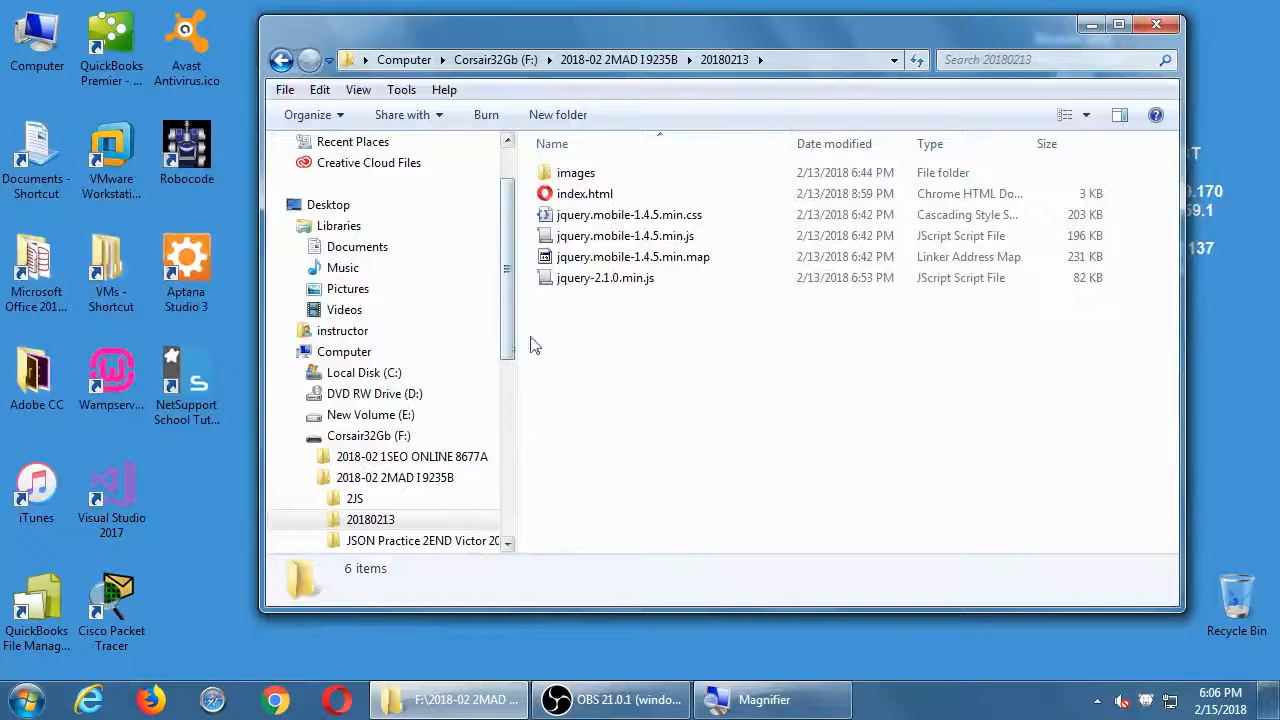 Computer
QuickBooks
Premier - ...
Avast
Antivirus.ico
Documents -
Shortcut
VMware
Workstati...
Robocode
Microsoft
Office 201...
VMs -
Shortcut
Aptana
Studio 3
Adobe CC
Wampserv...
NetSupport
School Tut...
iTunes
Visual Studio
2017
QuickBooks
File Manag...
Cisco Packet
Tracer
Computer
Corsair32Gb (F:)
2018-02 2MAD I 9235B
20180213
Search 20180213
File Edit View Tools Help
Organize Share with Burn New folder
Recent Places
Creative Cloud Files
Desktop
Libraries
Documents
Music
Pictures
Videos
instructor
Computer
Local Disk (C:)
DVD RW Drive (D:)
New Volume (E:)
Corsair32Gb (F:)
2018-02 1SEO ONLINE 8677A
2018-02 2MAD I 9235B
2JS
20180213
JSON Practice 2END Victor 20
Name Date modified Type Size
images 2/13/2018 6:44 PM File folder
index.html 2/13/2018 8:59 PM Chrome HTML Do... 3 KB
jquery.mobile-1.4.5.min.css 2/13/2018 6:42 PM Cascading Style S... 203 KB
jquery.mobile-1.4.5.min.js 2/13/2018 6:42 PM JScript Script File 196 KB
jquery.mobile-1.4.5.min.map 2/13/2018 6:42 PM Linker Address Map 231 KB
jquery-2.1.0.min.js 2/13/2018 6:53 PM JScript Script File 82 KB
6 items
T
.170
59.1
137
Recycle Bin
F:\2018-02 2MAD ...
OBS 21.0.1 (windo...
Magnifier
6:06 PM
2/15/2018